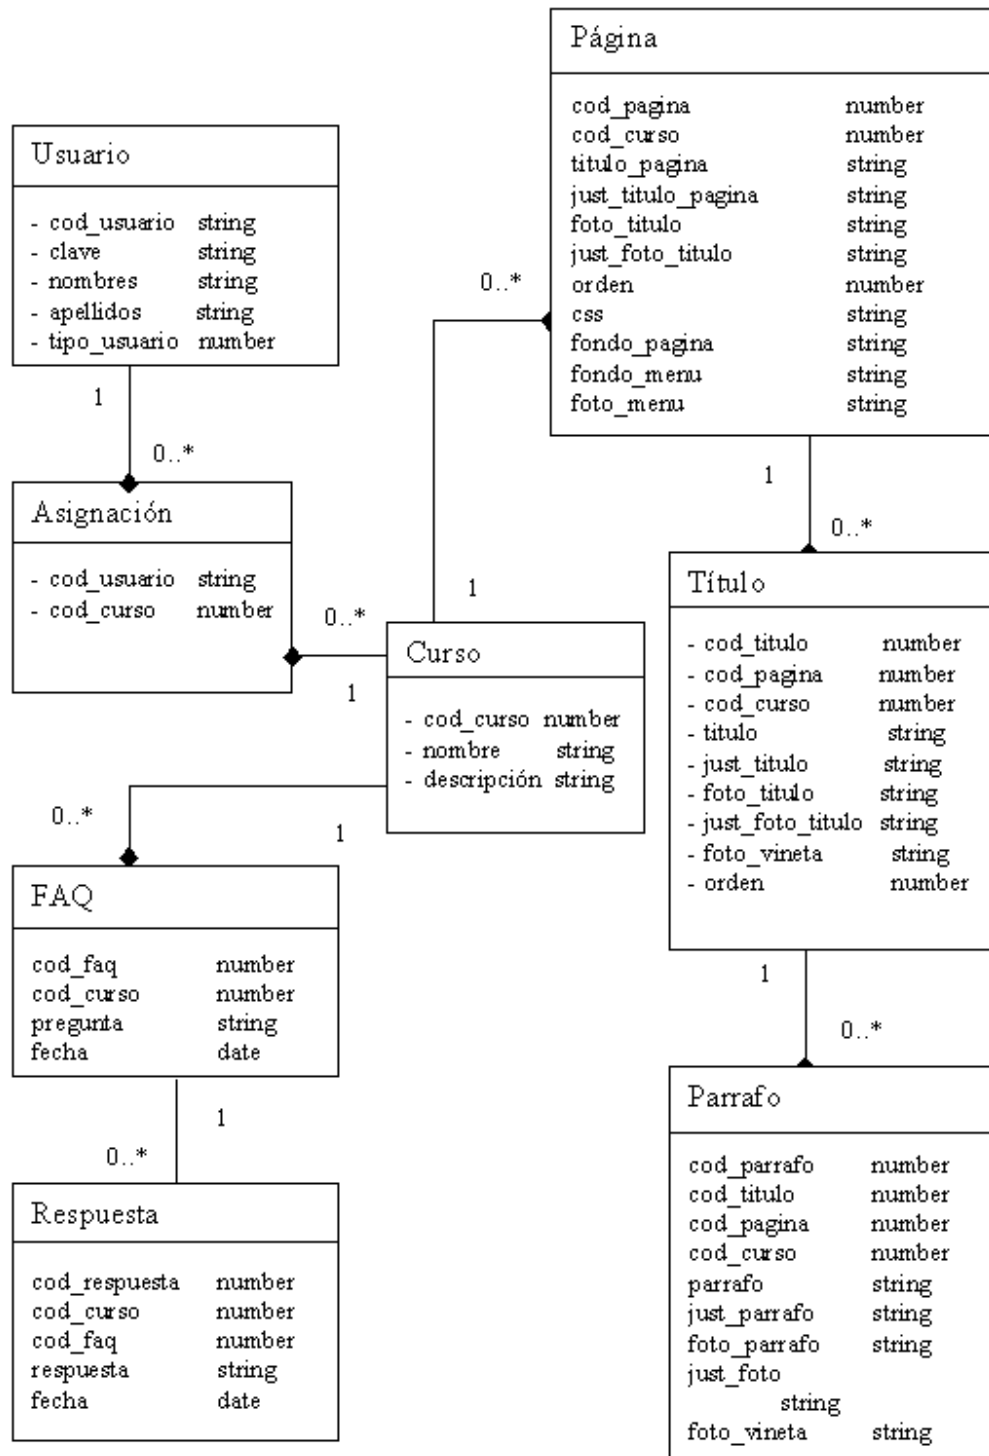 Página
cod_pagina number
cod_curso number
titulo_pagina string
just_titulo_pagina string
foto_titulo string
just_foto_titulo string
orden number
css string
fondo_pagina string
fondo_menu string
foto_menu string
Usuario
- cod_usuario string
- clave string
- nombres string
- apellidos string
- tipo_usuario number
0..*
1
0..*
1
0..*
Asignación
- cod_usuario string
- cod_curso number
1
0..*
1
Curso
- cod_curso number
- nombre string
- descripción string
Título
- cod_titulo number
- cod_pagina number
- cod_curso number
- titulo string
- just_titulo string
- foto_titulo string
- just_foto_titulo string
- foto_vineta string
- orden number
0..*
1
FAQ
cod_faq number
cod_curso number
pregunta string
fecha date
1
0..*
1
0..*
Respuesta
cod_respuesta number
cod_curso number
cod_faq number
respuesta string
fecha date
Parrafo
cod_parrafo number
cod_titulo number
cod_pagina number
cod_curso number
parrafo string
just_parrafo string
foto_parrafo string
just_foto
string
foto_vineta string